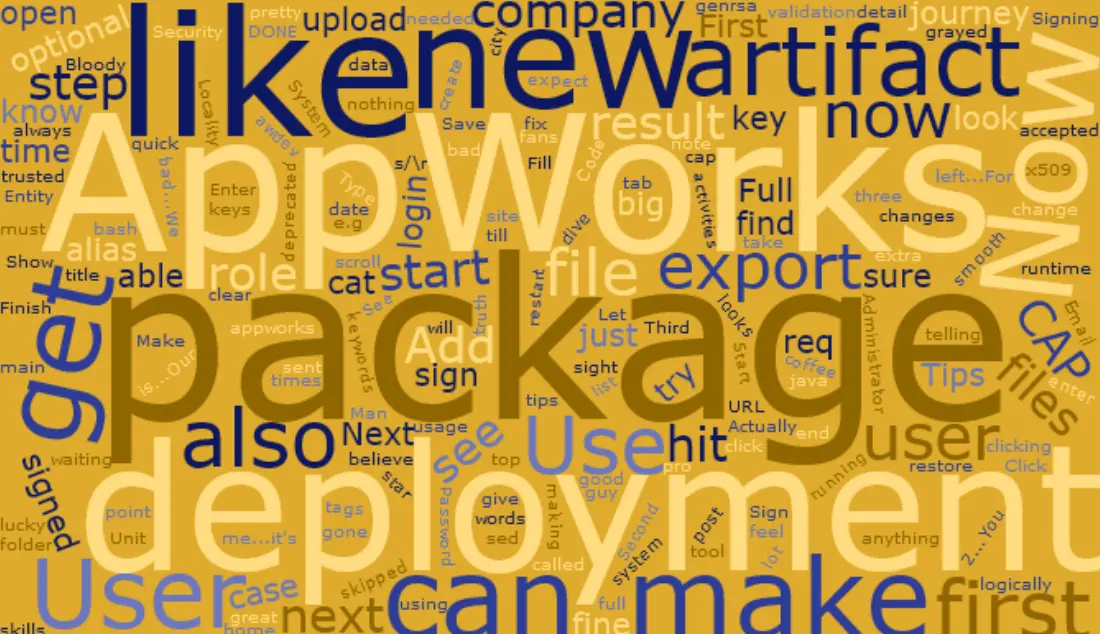 open
optional
pretty
DONE
Security
upload
needed
company
city
genrsa
First
validation
detail
journey
grayed
Signing
Bloody
step
like
new
artifact
data
nothing
create
expect
know
always
time
trusted
Entity
quick
Locality
System
awdev
Save
fix
fans
bad
result
note
key
now
look
accepted
Now
AppWorks
bad...We
Enter
keys
deprecated
Type
date
e.g
s/\r
login
Fill
Code
tab
big
cap
activities
Full
find
take
three
left...For
x509
changes
change
must
bash
alias
site
till
dive
Show
title
able
role
scroll
cat
start
file
export
sure
extra
smooth
runtime
clear
See
restart
Finish
get
package
Make
appworks
keywords
will
truth
Let
just
Third
looks
Start
req
coffee
java
Administrator
telling
Tips
CAP
Email
enter
files
main
is...Our
sent
times
Add
sign
sight
list
try
tips
Man
usage
URL
Actually
click
end
also
Next
believe
see
Use
hit
user
clicking
Click
restore
waiting
signed
star
top
pro
running
good
guy
deployment
lucky
folder
point
Unit
me...it's
tags
gone
password
give
words
sed
making
Second
system
post
tool
Sign
feel
lot
anything
2...You
called
User
case
skipped
great
home
next
using
can
full
fine
make
first
logically
skills